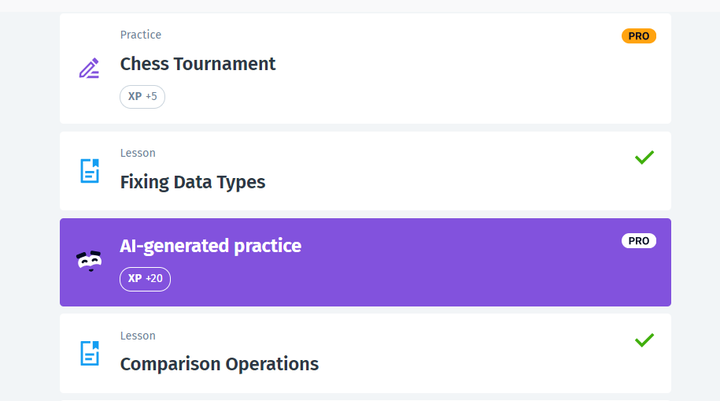 Practice
PRO
Chess Tournament
XP +5
Lesson
Fixing Data Types
AI-generated practice
PRO
XP +20
Lesson
Comparison Operations